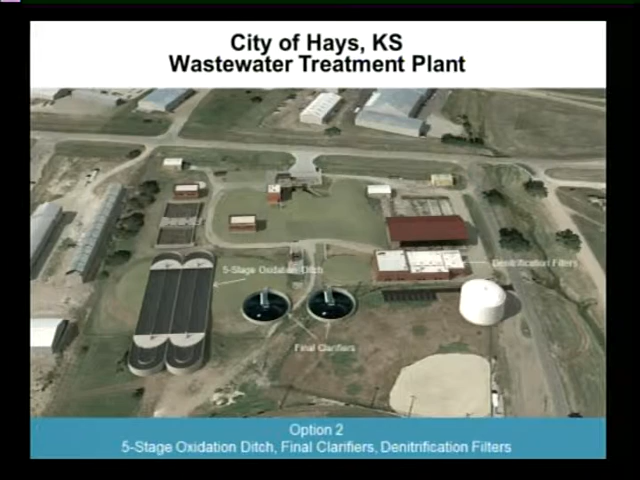 City of Hays, KS
Wastewater Treatment Plant
5-Stage Oxidation Ditch
Denitrification Filters
Final Clarifiers
Option 2
5-Stage Oxidation Ditch, Final Clarifiers, Denitrification Filters